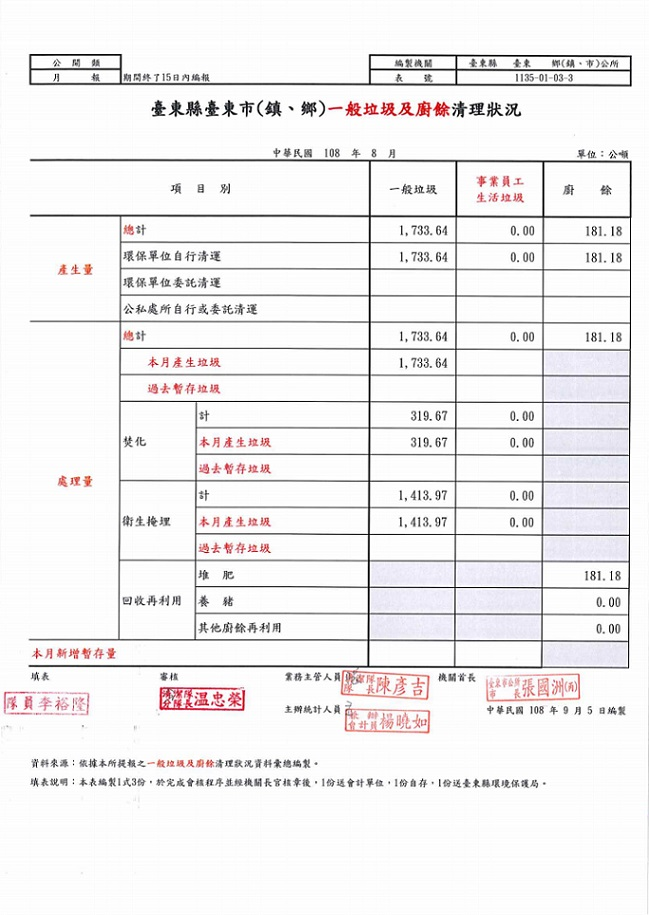 公開類 編製機關 臺東縣 臺東 鄉(鎮、市)公所
月報 期間終了15日內編報 表號 1135-01-03-3
臺東縣臺東市(鎮、鄉)一般垃圾及廚餘清理狀況
中華民國 108 年 8 月 單位：公噸
項目別 一般垃圾 事業員工生活垃圾 廚餘
產生量
總計 1,733.64 0.00 181.18
環保單位自行清運 1,733.64 0.00 181.18
環保單位委託清運
公私處所自行或委託清運
處理量
總計 1,733.64 0.00 181.18
本月產生垃圾 1,733.64
過去暫存垃圾
焚化
計 319.67 0.00
本月產生垃圾 319.67 0.00
過去暫存垃圾
衛生掩埋
計 1,413.97 0.00
本月產生垃圾 1,413.97 0.00
過去暫存垃圾
回收再利用
堆肥 181.18
養豬 0.00
其他廚餘再利用 0.00
本月新增暫存量
填表 審核 業務主管人員 機關首長
隊員李裕隆 清潔隊分隊長溫忠榮 清潔隊隊長陳彥吉 臺東市公所市長張國洲(丙)
主辦統計人員 會計員楊曉如 中華民國 108 年 9 月 5 日編製
資料來源：依據本所提報之一般垃圾及廚餘清理狀況資料彙總編製。
填表說明：本表編製1式3份，於完成會核程序並經機關長官核章後，1份送會計單位，1份自存，1份送臺東縣環境保護局。